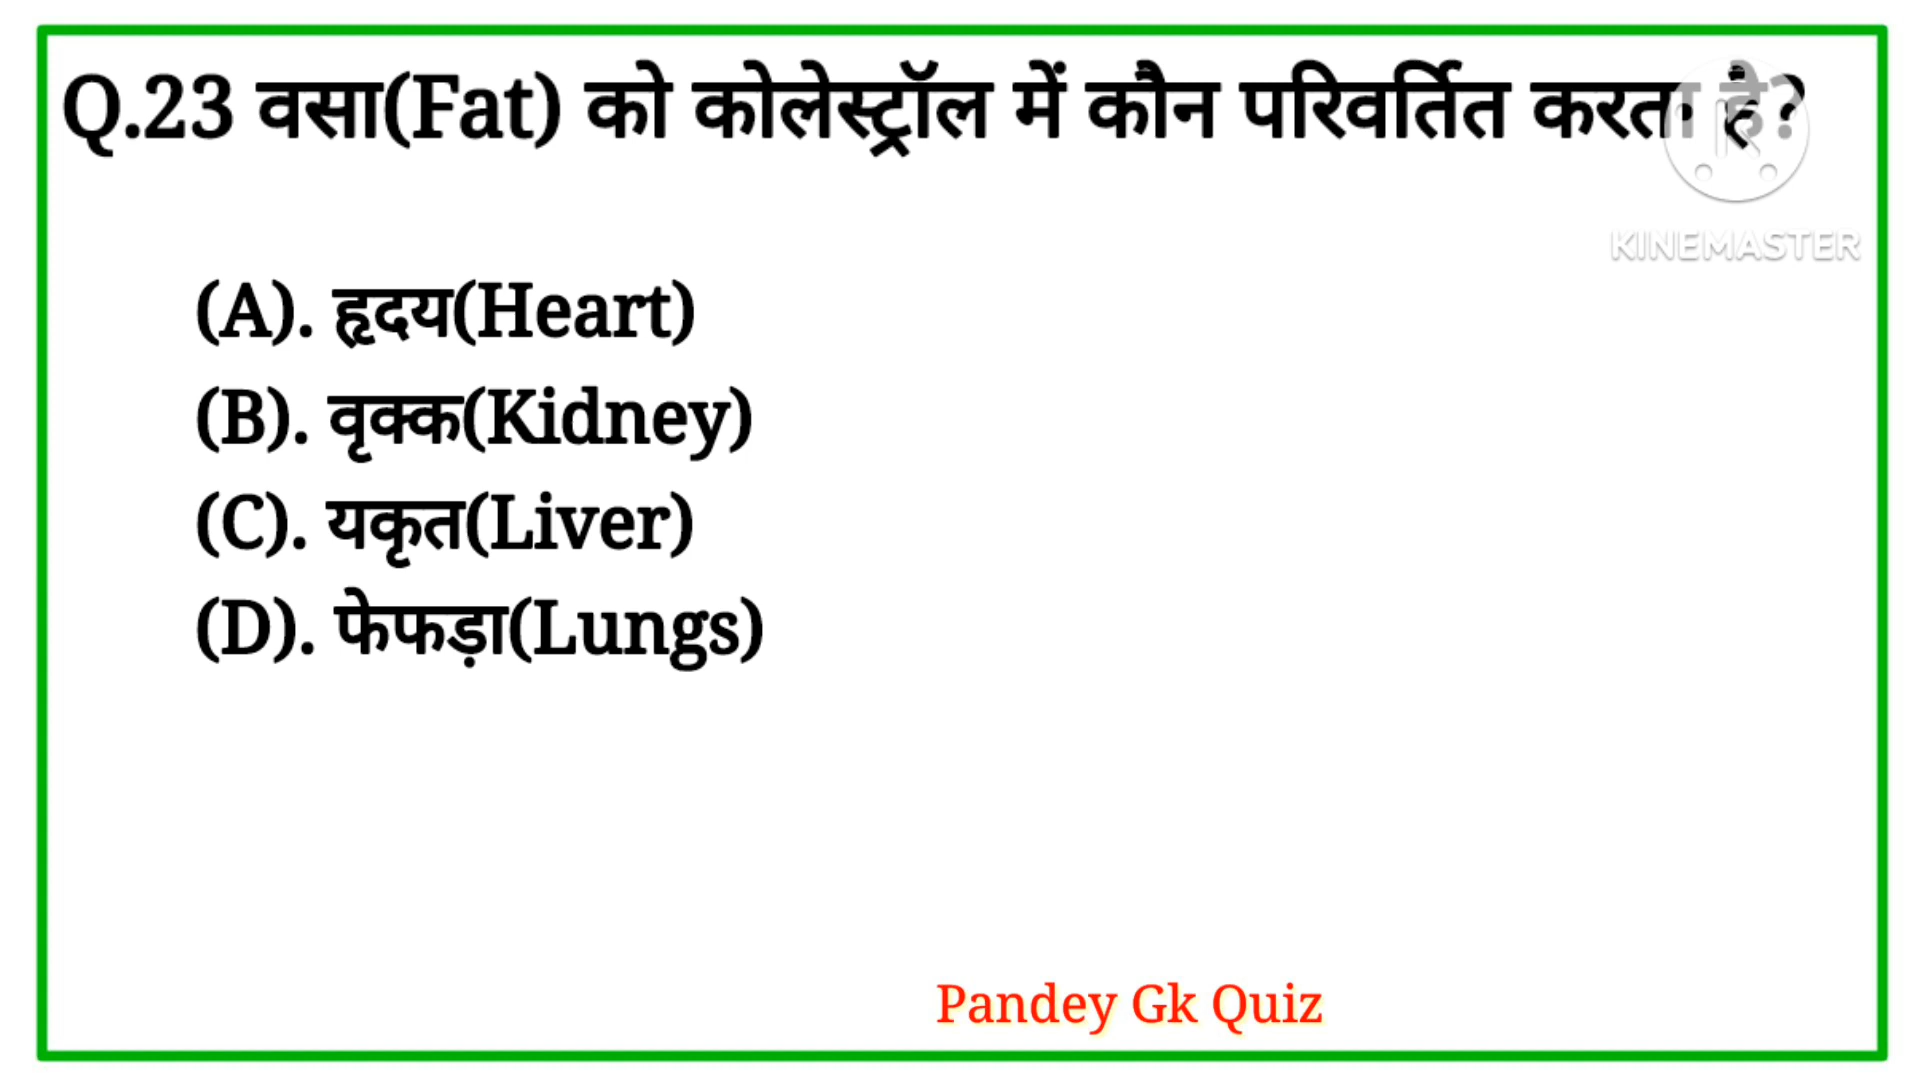 Q.23 वसा(Fat) को कोलेस्ट्रॉल में कौन परिवर्तित करता है?
KINEMASTER
(A). हृदय(Heart)
(B). वृक्क(Kidney)
(C). यकृत(Liver)
(D). फेफड़ा(Lungs)
Pandey Gk Quiz